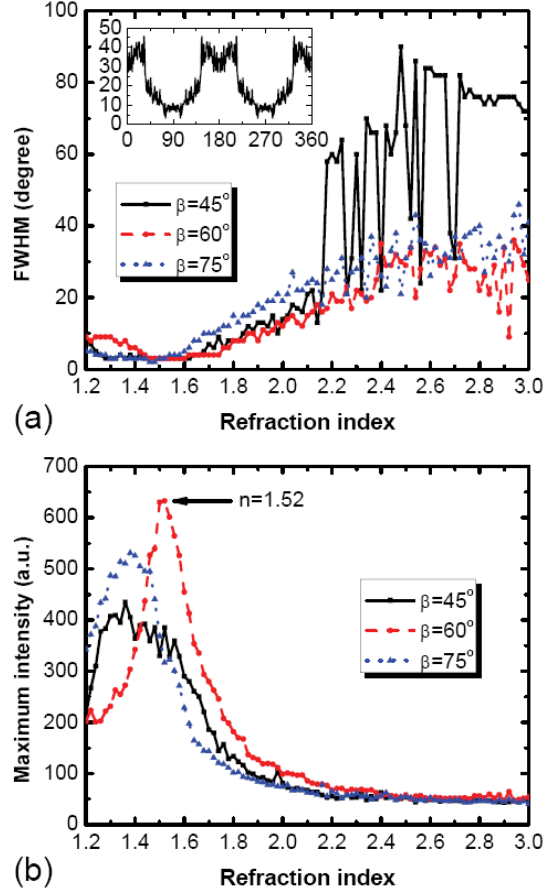 100
80
60
40
20
0
FWHM (degree)
50
40
30
20
10
0
0 90 180 270 360
β=45°
β=60°
β=75°
1.2 1.4 1.6 1.8 2.0 2.2 2.4 2.6 2.8 3.0
Refraction index
(a)
700
600
500
400
300
200
100
0
Maximum intensity (a.u.)
n=1.52
β=45°
β=60°
β=75°
1.2 1.4 1.6 1.8 2.0 2.2 2.4 2.6 2.8 3.0
Refraction index
(b)